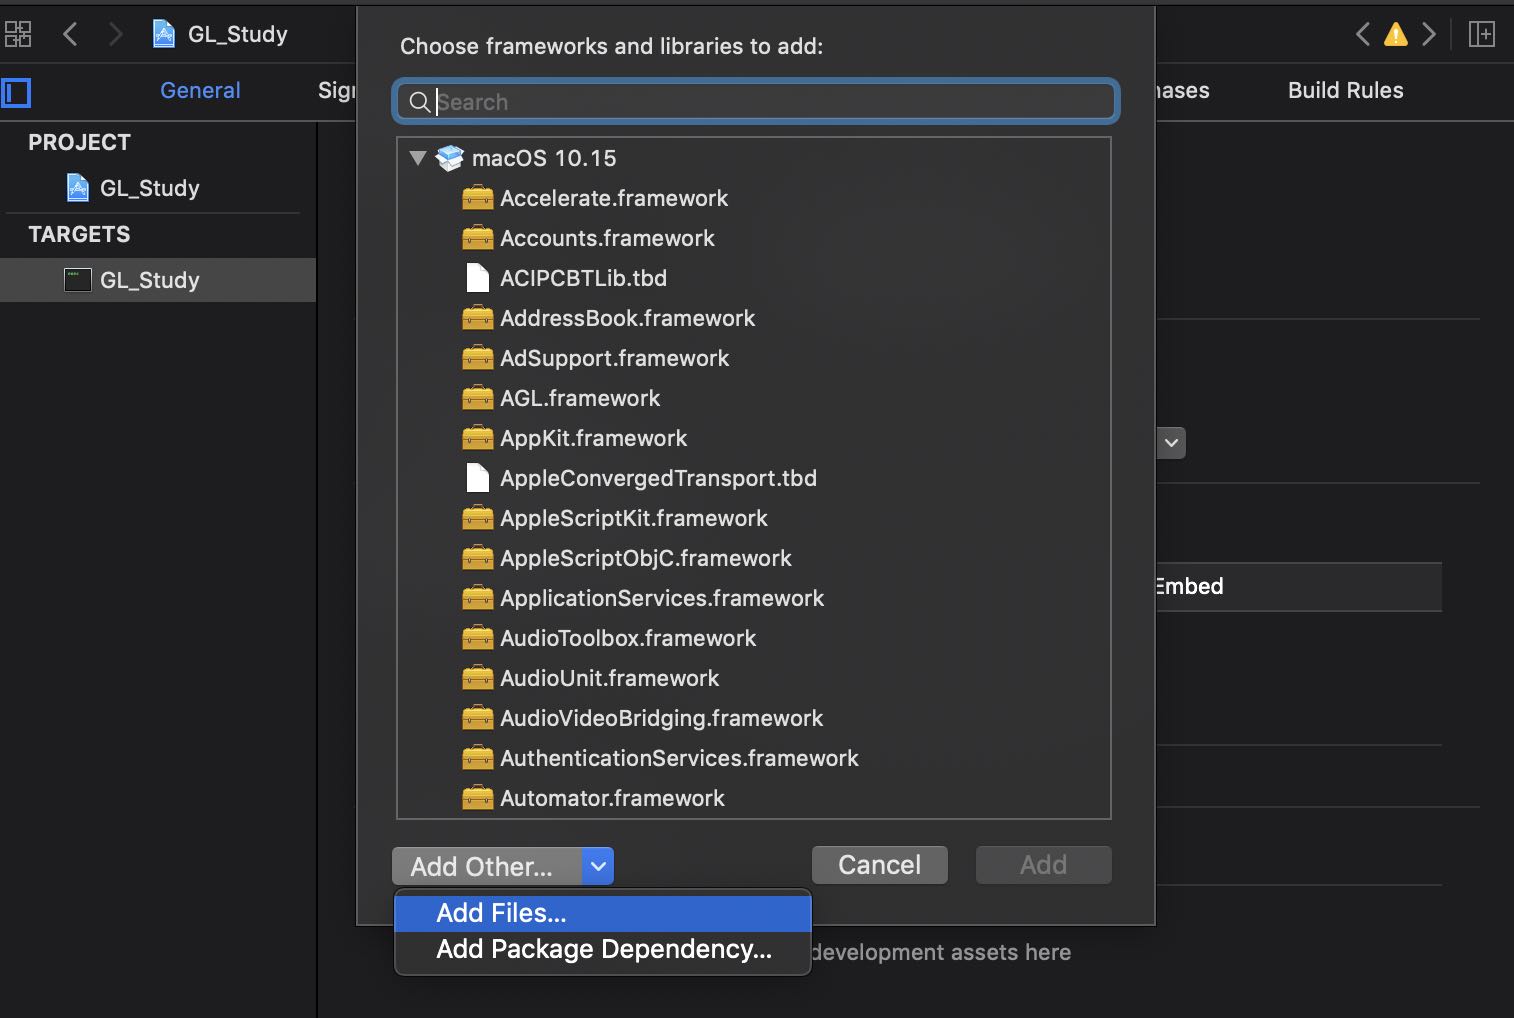 GL_Study
Choose frameworks and libraries to add:
General
Search
Build Rules
PROJECT
GL_Study
TARGETS
GL_Study
macOS 10.15
Accelerate.framework
Accounts.framework
ACIPCBTLib.tbd
AddressBook.framework
AdSupport.framework
AGL.framework
AppKit.framework
AppleConvergedTransport.tbd
AppleScriptKit.framework
AppleScriptObjC.framework
ApplicationServices.framework
Embed
AudioToolbox.framework
AudioUnit.framework
AudioVideoBridging.framework
AuthenticationServices.framework
Automator.framework
Add Other...
Cancel
Add
Add Files...
Add Package Dependency...
development assets here